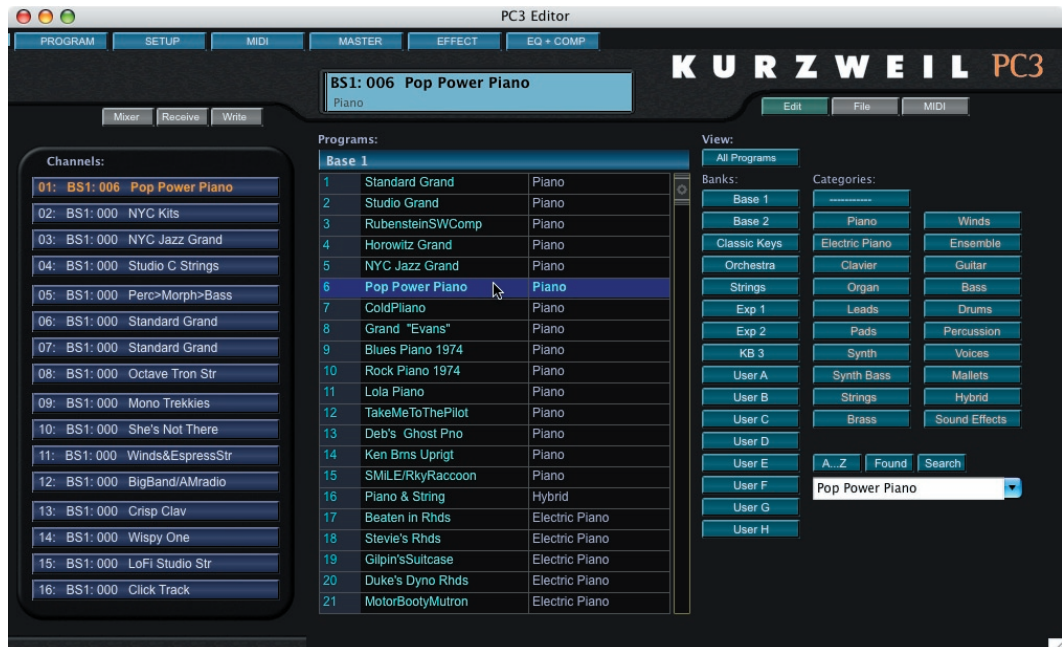 PC3 Editor
PROGRAM SETUP MIDI MASTER EFFECT EQ + COMP
KURZWEIL PC3
BS1: 006 Pop Power Piano
Piano
Edit File MIDI
Mixer Receive Write
Channels:
01: BS1: 006 Pop Power Piano
02: BS1: 000 NYC Kits
03: BS1: 000 NYC Jazz Grand
04: BS1: 000 Studio C Strings
05: BS1: 000 Perc>Morph>Bass
06: BS1: 000 Standard Grand
07: BS1: 000 Standard Grand
08: BS1: 000 Octave Tron Str
09: BS1: 000 Mono Trekkies
10: BS1: 000 She's Not There
11: BS1: 000 Winds&EspressStr
12: BS1: 000 BigBand/AMradio
13: BS1: 000 Crisp Clav
14: BS1: 000 Wispy One
15: BS1: 000 LoFi Studio Str
16: BS1: 000 Click Track
Programs:
Base 1
1 Standard Grand Piano
2 Studio Grand Piano
3 RubensteinSWComp Piano
4 Horowitz Grand Piano
5 NYC Jazz Grand Piano
6 Pop Power Piano Piano
7 ColdPliano Piano
8 Grand "Evans" Piano
9 Blues Piano 1974 Piano
10 Rock Piano 1974 Piano
11 Lola Piano Piano
12 TakeMeToThePilot Piano
13 Deb's Ghost Pno Piano
14 Ken Brns Uprigt Piano
15 SMiLE/RkyRaccoon Piano
16 Piano & String Hybrid
17 Beaten in Rhds Electric Piano
18 Stevie's Rhds Electric Piano
19 Gilpin'sSuitcase Electric Piano
20 Duke's Dyno Rhds Electric Piano
21 MotorBootyMutron Electric Piano
View:
All Programs
Banks:
Base 1
Base 2
Classic Keys
Orchestra
Strings
Exp 1
Exp 2
KB 3
User A
User B
User C
User D
User E
User F
User G
User H
Categories:
-----------
Piano Winds
Electric Piano Ensemble
Clavier Guitar
Organ Bass
Leads Drums
Pads Percussion
Synth Voices
Synth Bass Mallets
Strings Hybrid
Brass Sound Effects
A...Z Found Search
Pop Power Piano